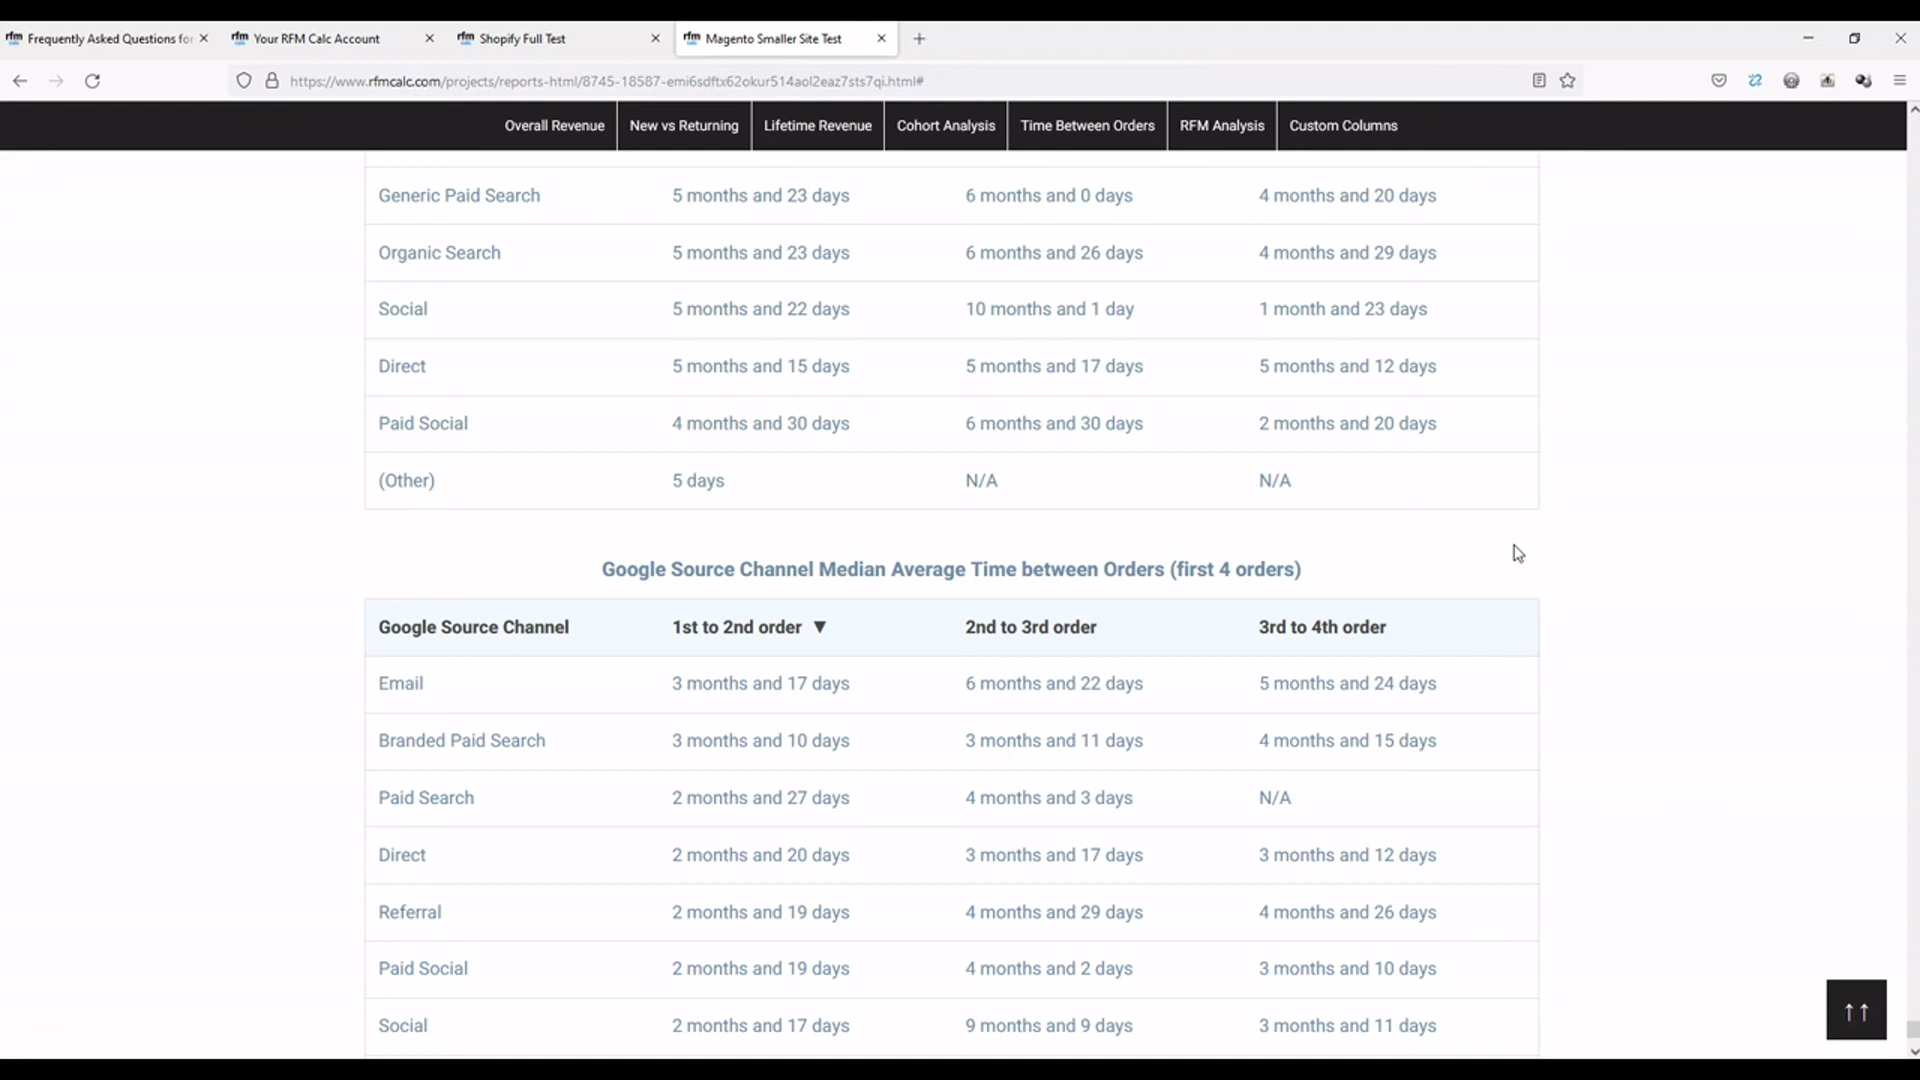 rfm Frequently Asked Questions for
rfm Your RFM Calc Account
rfm Shopify Full Test
rfm Magento Smaller Site Test
https://www.rfmcalc.com/projects/reports-html/8745-18587-emi6sdftx62okur514aol2eaz7sts7qi.html#
Overall Revenue New vs Returning Lifetime Revenue Cohort Analysis Time Between Orders RFM Analysis Custom Columns
Generic Paid Search 5 months and 23 days 6 months and 0 days 4 months and 20 days
Organic Search 5 months and 23 days 6 months and 26 days 4 months and 29 days
Social 5 months and 22 days 10 months and 1 day 1 month and 23 days
Direct 5 months and 15 days 5 months and 17 days 5 months and 12 days
Paid Social 4 months and 30 days 6 months and 30 days 2 months and 20 days
(Other) 5 days N/A N/A
Google Source Channel Median Average Time between Orders (first 4 orders)
Google Source Channel 1st to 2nd order ▼ 2nd to 3rd order 3rd to 4th order
Email 3 months and 17 days 6 months and 22 days 5 months and 24 days
Branded Paid Search 3 months and 10 days 3 months and 11 days 4 months and 15 days
Paid Search 2 months and 27 days 4 months and 3 days N/A
Direct 2 months and 20 days 3 months and 17 days 3 months and 12 days
Referral 2 months and 19 days 4 months and 29 days 4 months and 26 days
Paid Social 2 months and 19 days 4 months and 2 days 3 months and 10 days
Social 2 months and 17 days 9 months and 9 days 3 months and 11 days